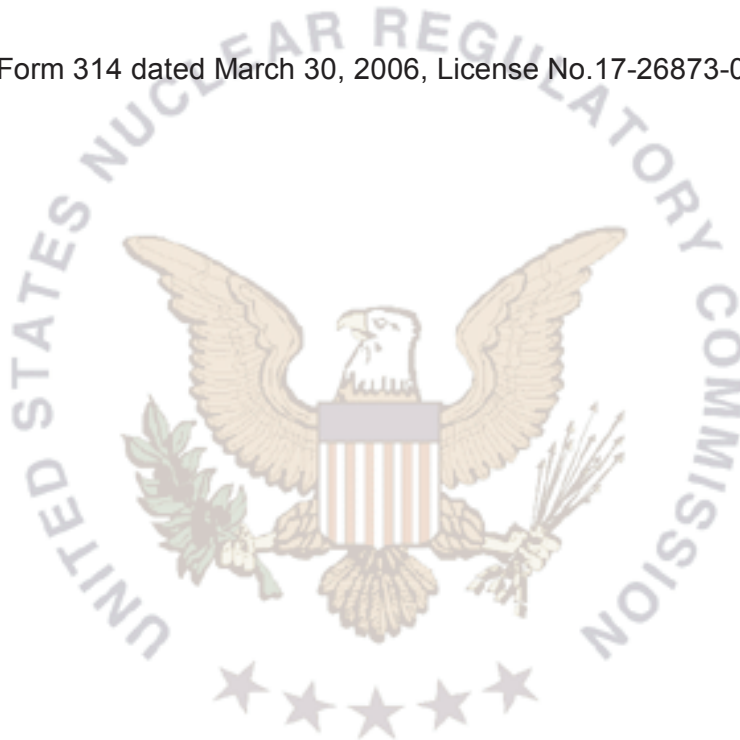 Form 314 dated March 30, 2006, License No.17-26873-0
UNITED STATES NUCLEAR REGULATORY COMMISSION